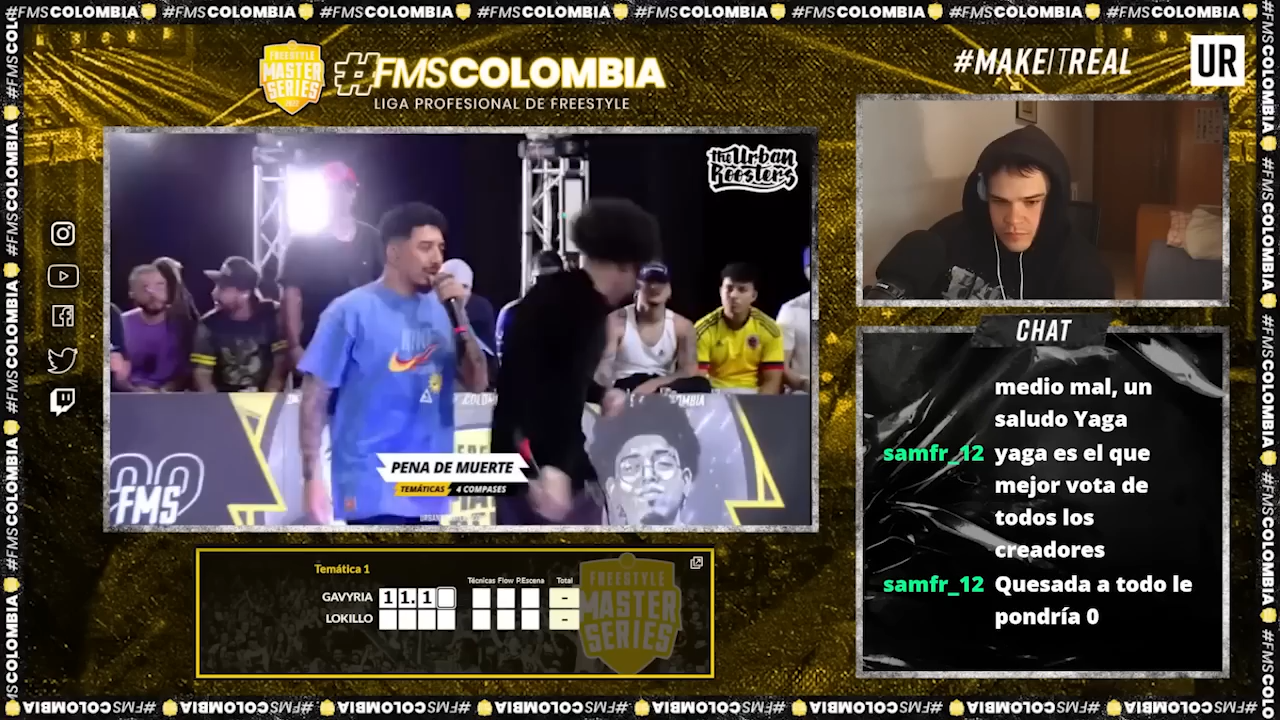 #FMSCOLOMBIA #FMSCOLOMBIA #FMSCOLOMBIA #FMSCOLOMBIA #FMSCOLOMBIA #FMSCOLOMBIA #FMSCOLOMBIA #FMSCOLOMBIA
FREESTYLE
MASTER
SERIES
#FMSCOLOMBIA
LIGA PROFESIONAL DE FREESTYLE
#MAKEITREAL
UR
the Urban
Roosters
FMS
PENA DE MUERTE
TEMÁTICAS 4 COMPASES
CHAT
medio mal, un
saludo Yaga
samfr_12 yaga es el que
mejor vota de
todos los
creadores
samfr_12 Quesada a todo le
pondría 0
Temática 1
Técnicas Flow P.Escena Total
GAVYRIA 1 1. 1 -
LOKILLO -
FREESTYLE
MASTER
SERIES
#FMSCOLOMBIA #FMSCOLOMBIA #FMSCOLOMBIA #FMSCOLOMBIA #FMSCOLOMBIA #FMSCOLOMBIA #FMSCOLOMBIA #FMSCOLOMBIA